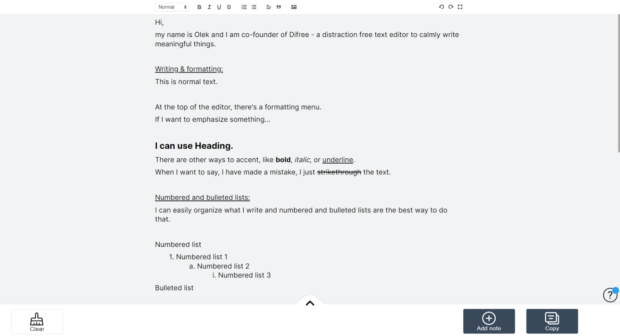 Normal
B I U S
Hi,
my name is Olek and I am co-founder of Difree - a distraction free text editor to calmly write
meaningful things.
Writing & formatting:
This is normal text.
At the top of the editor, there's a formatting menu.
If I want to emphasize something...
I can use Heading.
There are other ways to accent, like bold, italic, or underline.
When I want to say, I have made a mistake, I just strikethrough the text.
Numbered and bulleted lists:
I can easily organize what I write and numbered and bulleted lists are the best way to do
that.
Numbered list
1. Numbered list 1
a. Numbered list 2
i. Numbered list 3
Bulleted list
?
Clear
Add note
Copy